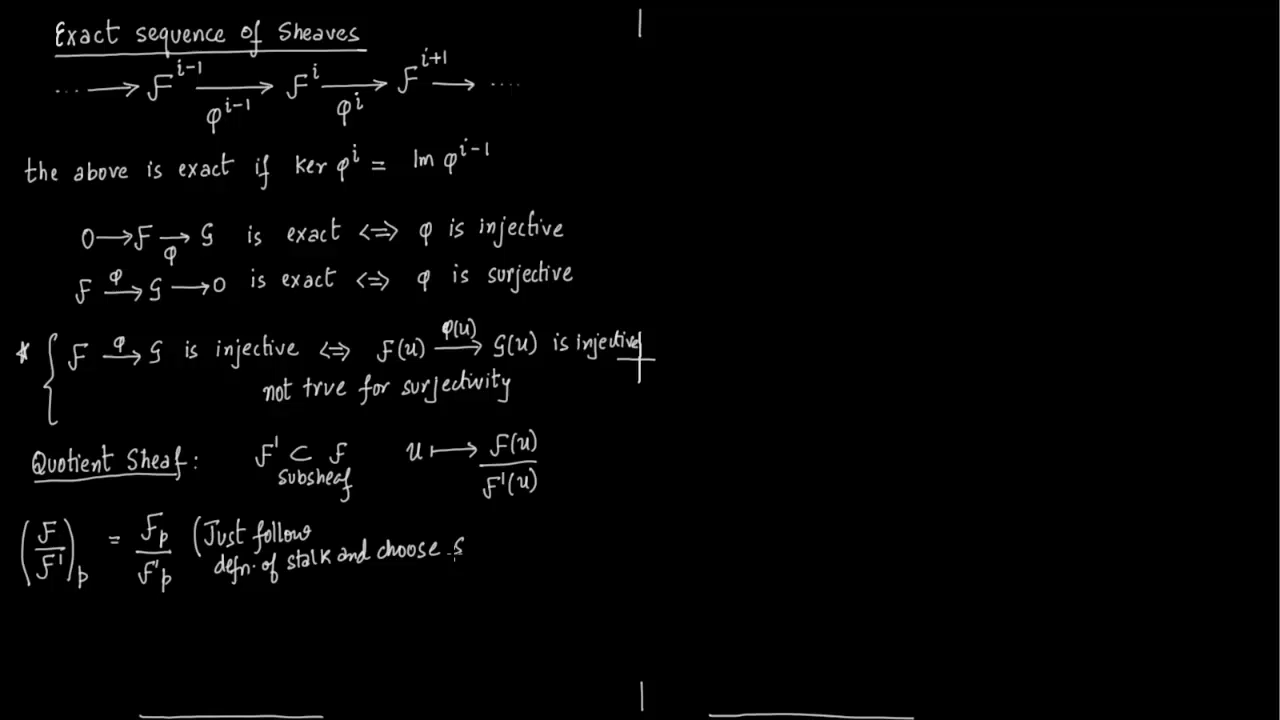 Exact sequence of Sheaves
... → F^{i-1} →_{φ^{i-1}} F^i →_{φ^i} F^{i+1} → ...
the above is exact if ker φ^i = Im φ^{i-1}
0 → F →_φ G is exact <=> φ is injective
F →^φ G → 0 is exact <=> φ is surjective
* { F →^φ G is injective <=> F(u) →^{φ(u)} G(u) is injective
not true for surjectivity
Quotient Sheaf : F' ⊂ F u ↦ F(u)/F'(u)
subsheaf
(F/F')_p = F_p/F'_p (Just follow
defn. of stalk and choose s